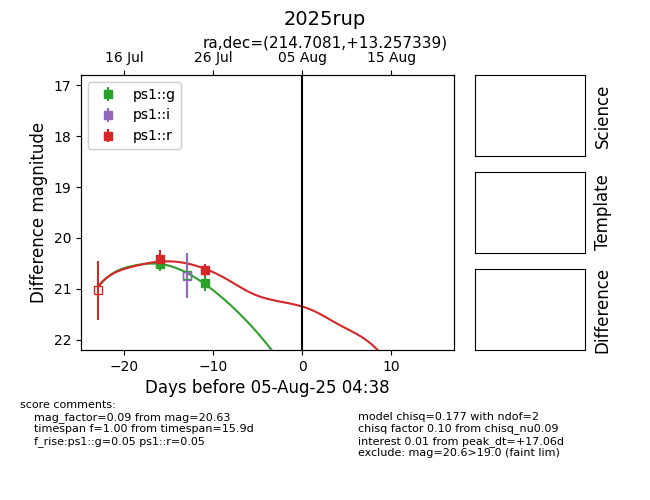 2025rup
ra,dec=(214.7081,+13.257339)
16 Jul 26 Jul 05 Aug 15 Aug
17
18
19
20
21
22
Difference magnitude
ps1::g
ps1::i
ps1::r
−20 −10 0 10
Days before 05-Aug-25 04:38
Science
Template
Difference
score comments:
mag_factor=0.09 from mag=20.63
timespan f=1.00 from timespan=15.9d
f_rise:ps1::g=0.05 ps1::r=0.05
model chisq=0.177 with ndof=2
chisq factor 0.10 from chisq_nu0.09
interest 0.01 from peak_dt=+17.06d
exclude: mag=20.6>19.0 (faint lim)